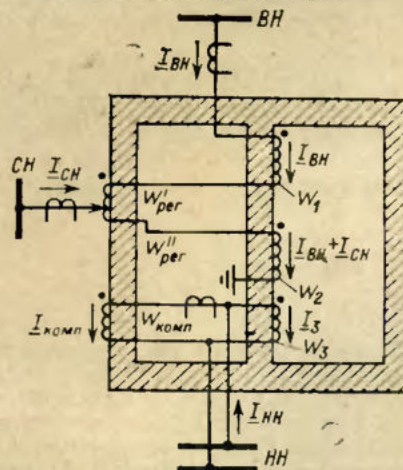 ВН
I ВН
СН
I СН
I ВН
W'рег
W1
W"рег
I ВН + I СН
W2
I комп
Wкомп
I 3
W3
I НН
НН